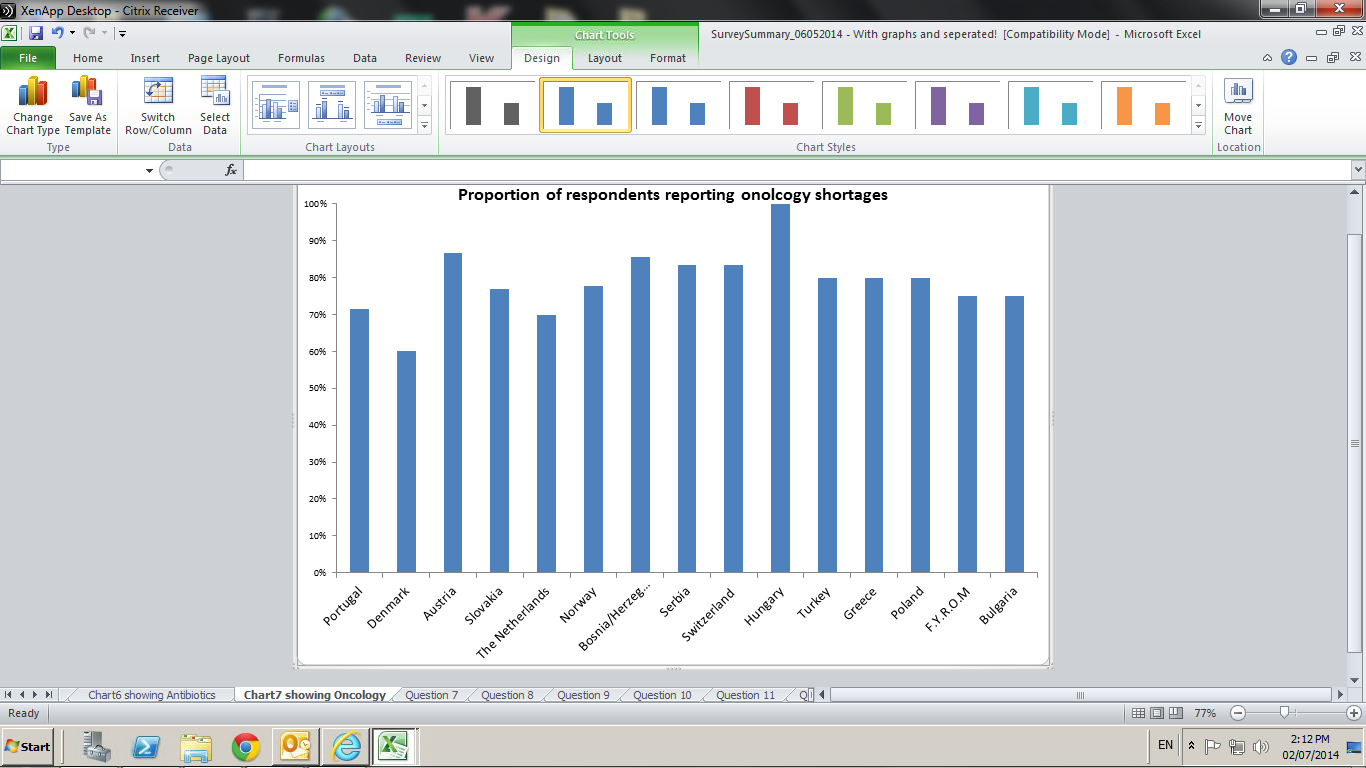 XenApp Desktop - Citrix Receiver
Chart Tools
SurveySummary_06052014 - With graphs and seperated! [Compatibility Mode] - Microsoft Excel
File Home Insert Page Layout Formulas Data Review View Design Layout Format
Change Chart Type
Save As Template
Switch Row/Column
Select Data
Move Chart
Type Data Chart Layouts Chart Styles Location
fx
Proportion of respondents reporting onolcogy shortages
100%
90%
80%
70%
60%
50%
40%
30%
20%
10%
0%
Portugal
Denmark
Austria
Slovakia
The Netherlands
Norway
Bosnia/Herzeg...
Serbia
Switzerland
Hungary
Turkey
Greece
Poland
F.Y.R.O.M
Bulgaria
Chart6 showing Antibiotics Chart7 showing Oncology Question 7 Question 8 Question 9 Question 10 Question 11
Ready 77%
Start EN 2:12 PM
02/07/2014